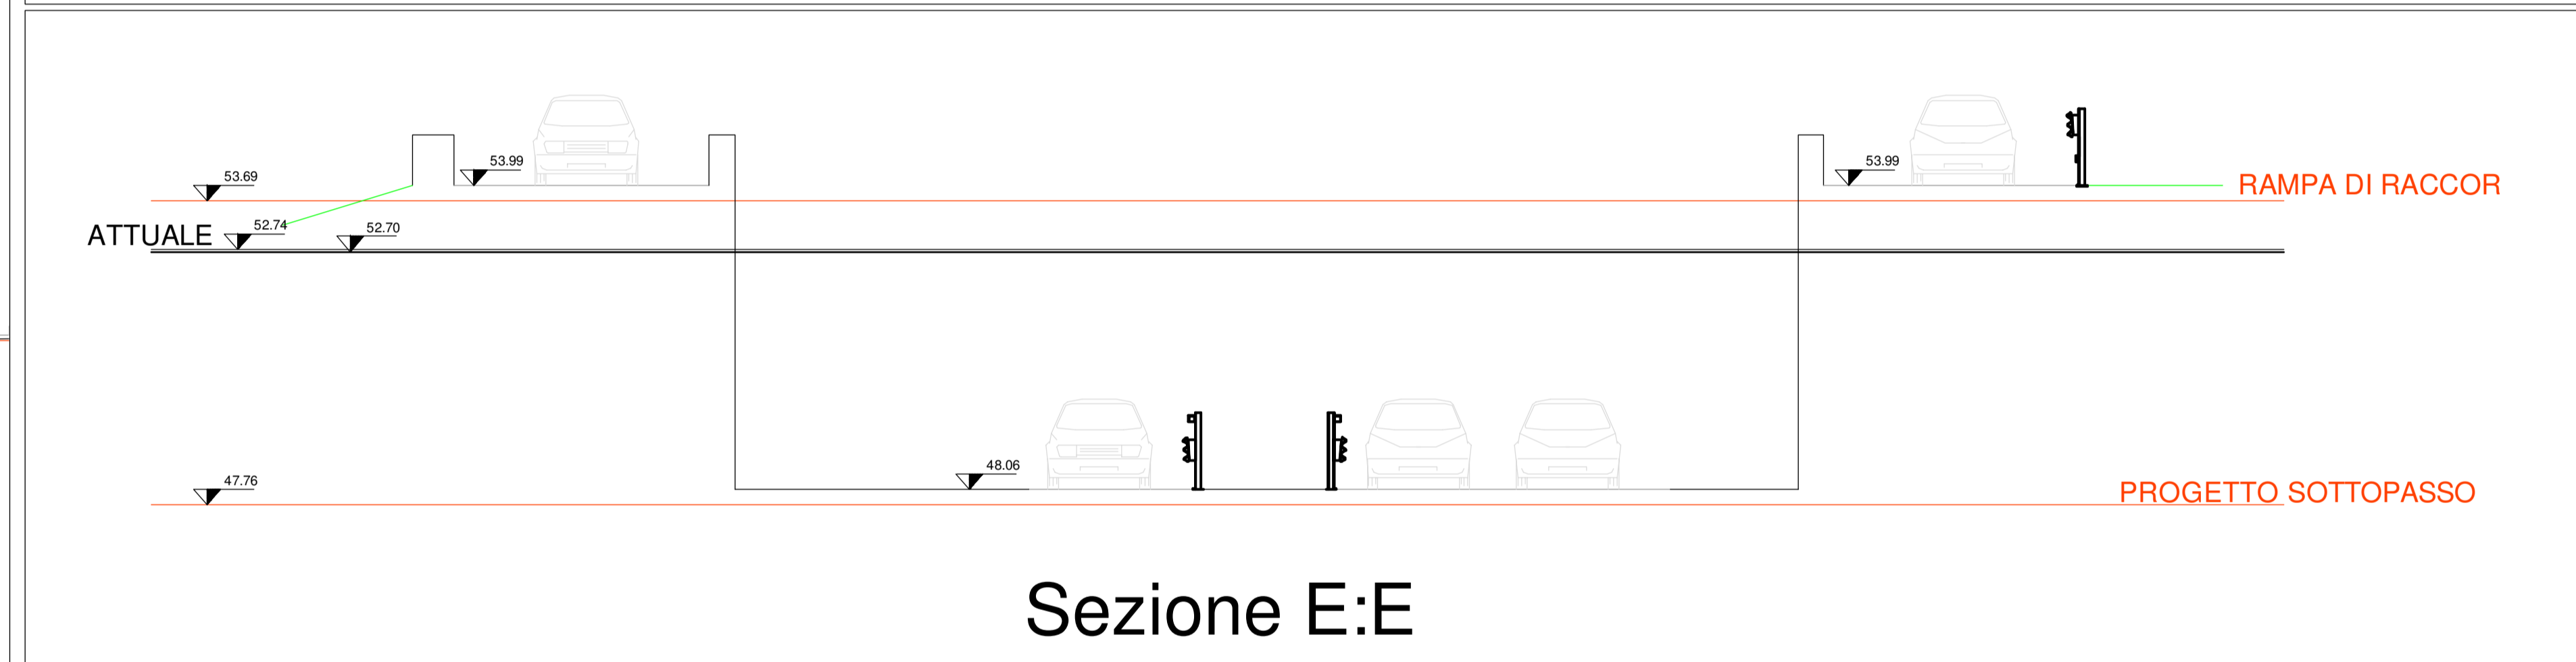 53.99
53.99
53.69
RAMPA DI RACCOR
52.74
52.70
ATTUALE
48.06
47.76
PROGETTO SOTTOPASSO
Sezione E:E